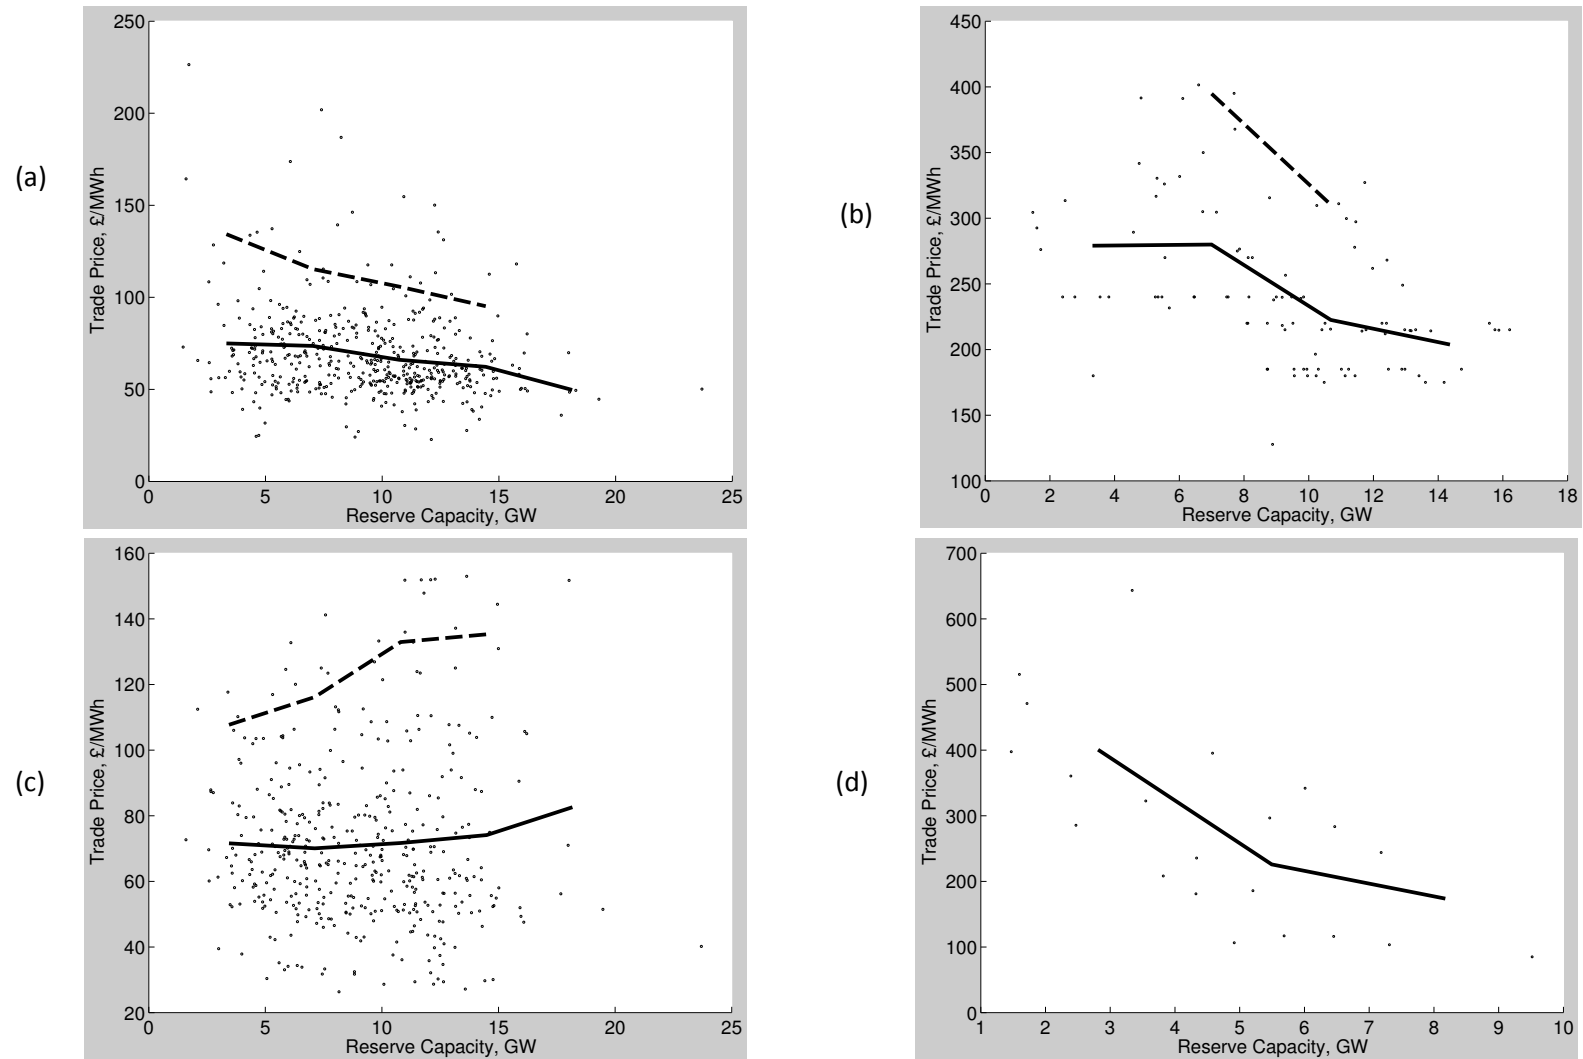 (a)
250
200
150
100
50
0
Trade Price, £/MWh
0 5 10 15 20 25
Reserve Capacity, GW
(b)
450
400
350
300
250
200
150
100
Trade Price, £/MWh
0 2 4 6 8 10 12 14 16 18
Reserve Capacity, GW
(c)
160
140
120
100
80
60
40
20
Trade Price, £/MWh
0 5 10 15 20 25
Reserve Capacity, GW
(d)
700
600
500
400
300
200
100
0
Trade Price, £/MWh
1 2 3 4 5 6 7 8 9 10
Reserve Capacity, GW